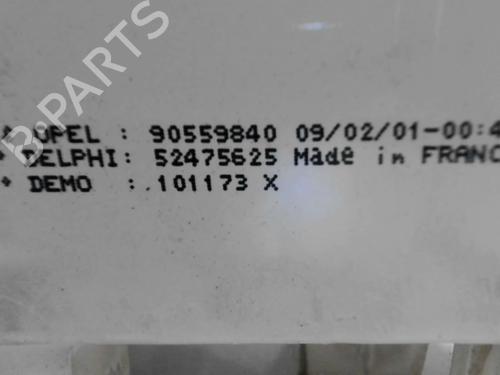 B-PARTS
* OPEL : 90559840 09/02/01-00:4
* DELPHI: 52475625 Made in FRANC
* DEMO : 101173 X